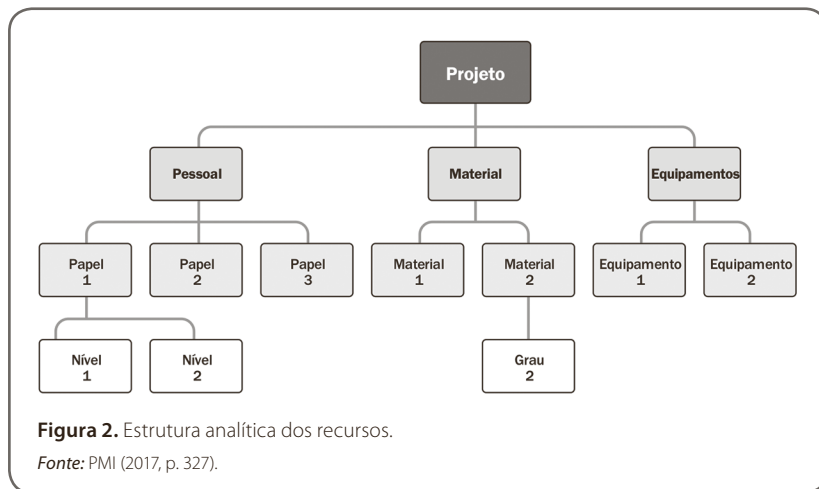 Projeto
Pessoal
Material
Equipamentos
Papel
1
Papel
2
Papel
3
Material
1
Material
2
Equipamento
1
Equipamento
2
Nível
1
Nível
2
Grau
2
Figura 2. Estrutura analítica dos recursos.
Fonte: PMI (2017, p. 327).